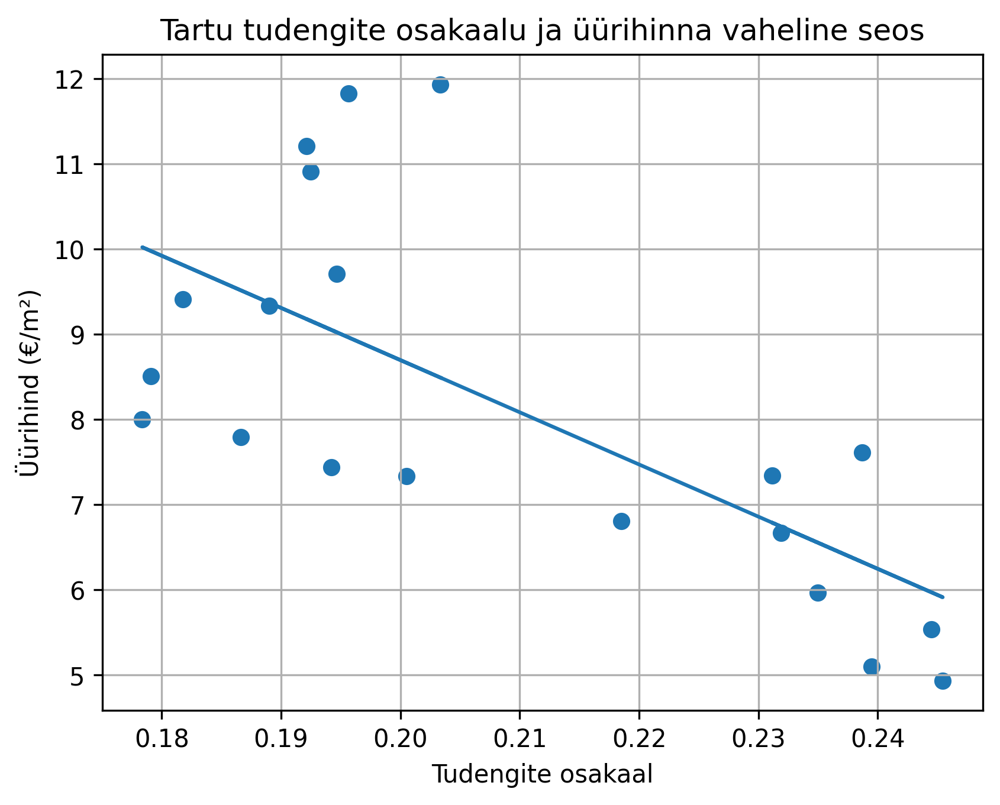 Tartu tudengite osakaalu ja üürihinna vaheline seos
12
11
10
9
8
7
6
5
Üürihind (€/m²)
0.18 0.19 0.20 0.21 0.22 0.23 0.24
Tudengite osakaal